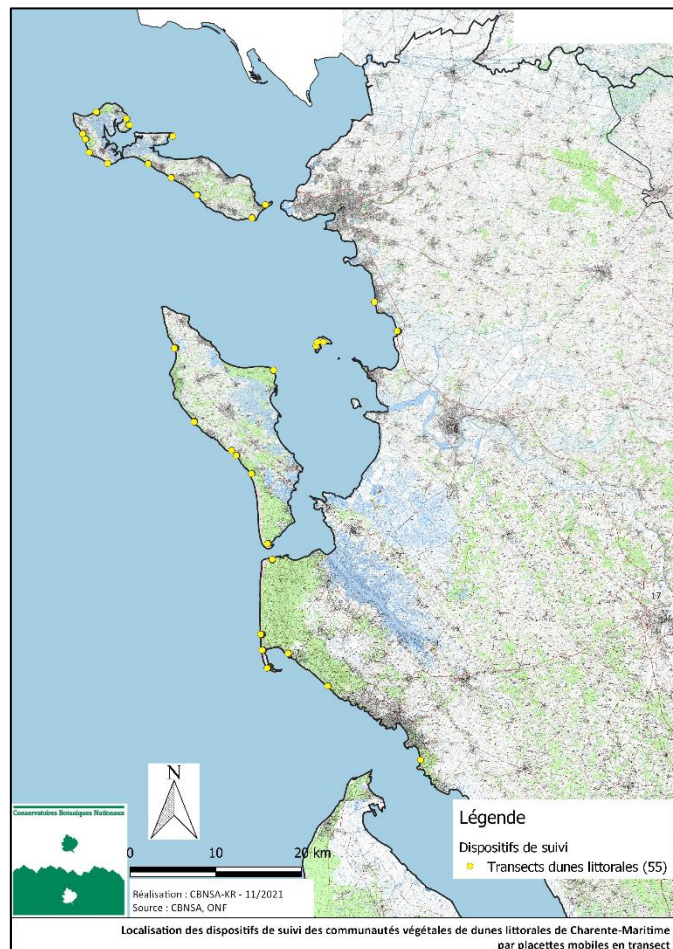 17
N
Légende
Dispositifs de suivi
Transects dunes littorales (55)
Conservatoires Botaniques Nationaux
0 10 20 km
Réalisation : CBNSA-KR - 11/2021
Source : CBNSA, ONF
Localisation des dispositifs de suivi des communautés végétales de dunes littorales de Charente-Maritime
par placettes mobiles en transect